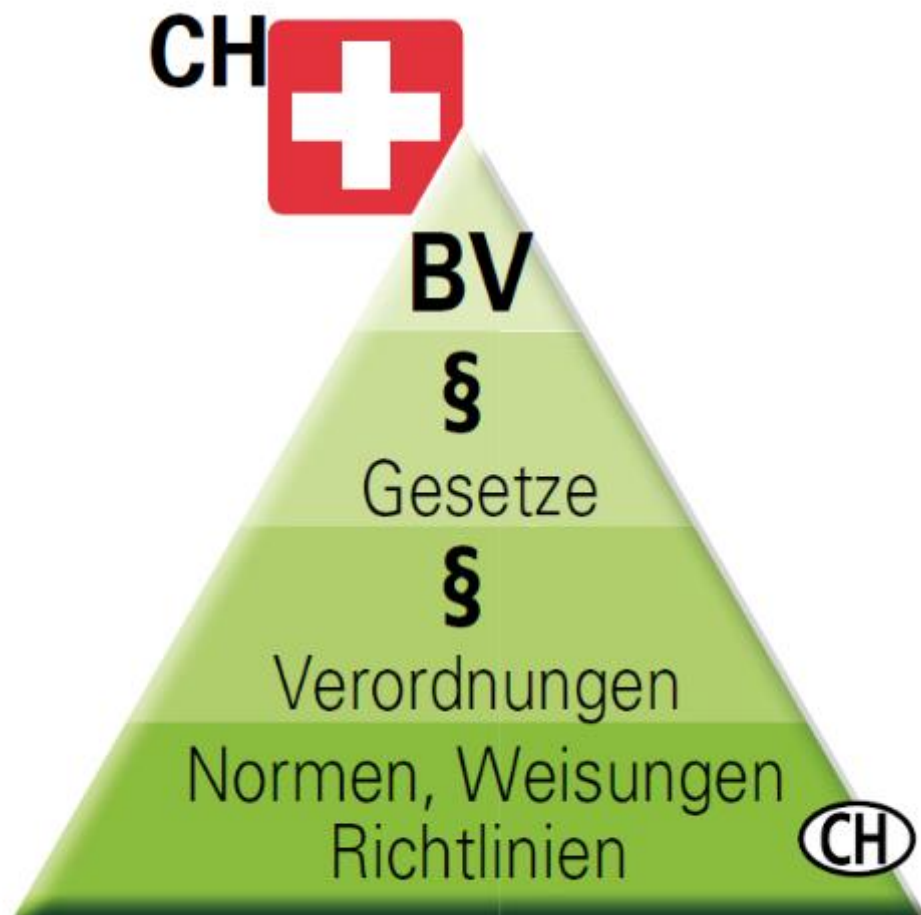 CH
BV
§
Gesetze
§
Verordnungen
Normen, Weisungen
Richtlinien
CH